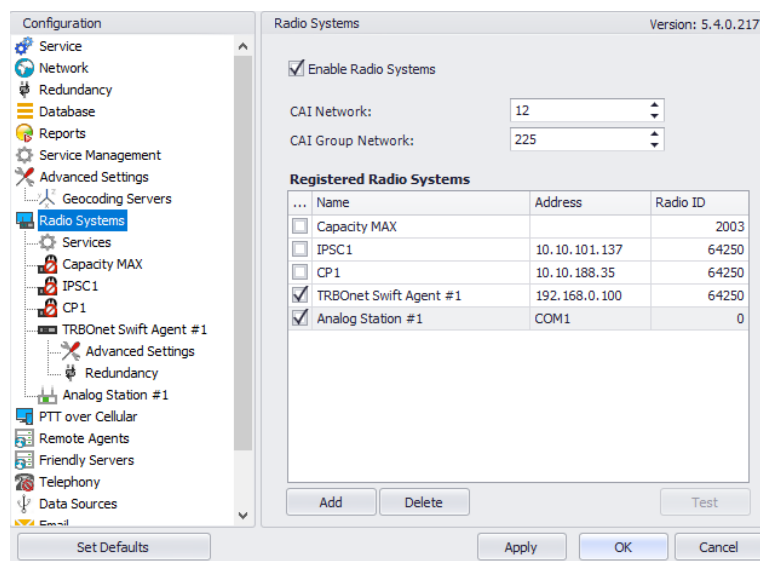 Configuration
Service
Network
Redundancy
Database
Reports
Service Management
Advanced Settings
Geocoding Servers
Radio Systems
Services
Capacity MAX
IPSC1
CP1
TRBOnet Swift Agent #1
Advanced Settings
Redundancy
Analog Station #1
PTT over Cellular
Remote Agents
Friendly Servers
Telephony
Data Sources
Email
Set Defaults
Radio Systems Version: 5.4.0.217
Enable Radio Systems
CAI Network: 12
CAI Group Network: 225
Registered Radio Systems
... Name Address Radio ID
Capacity MAX 2003
IPSC1 10.10.101.137 64250
CP1 10.10.188.35 64250
TRBOnet Swift Agent #1 192.168.0.100 64250
Analog Station #1 COM1 0
Add Delete Test
Apply OK Cancel